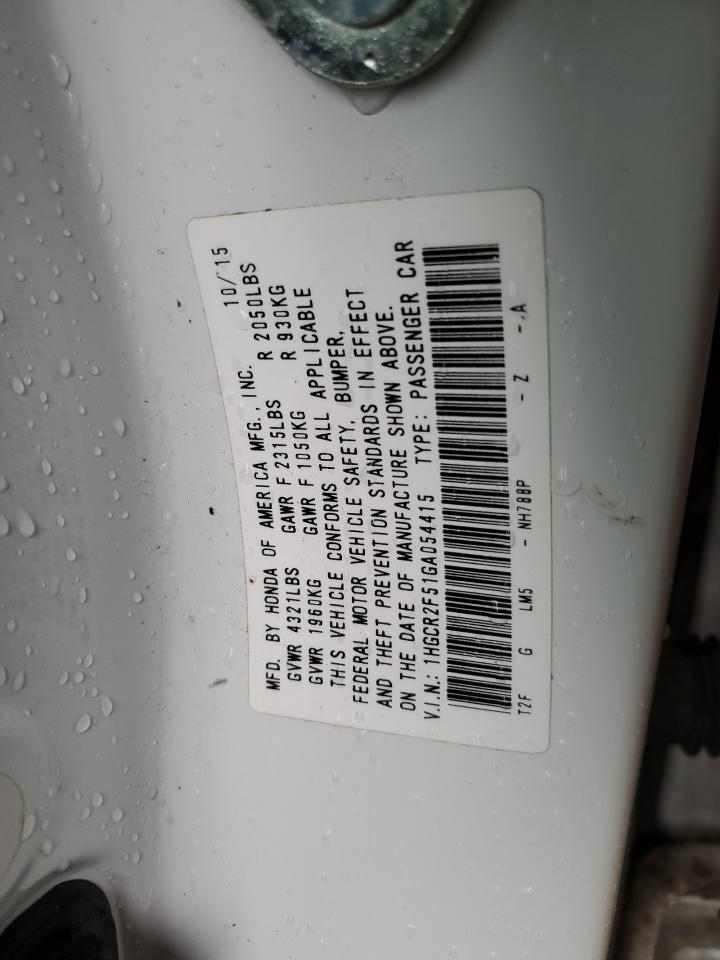 MFD. BY HONDA OF AMERICA MFG., INC. 10/15
GVWR 4321LBS GAWR F 2315LBS R 2050LBS
GVWR 1960KG GAWR F 1050KG R 930KG
THIS VEHICLE CONFORMS TO ALL APPLICABLE
FEDERAL MOTOR VEHICLE SAFETY, BUMPER,
AND THEFT PREVENTION STANDARDS IN EFFECT
ON THE DATE OF MANUFACTURE SHOWN ABOVE.
V.I.N.: 1HGCR2F51GA054415 TYPE: PASSENGER CAR
T2F G LM5 - NH788P - Z - A